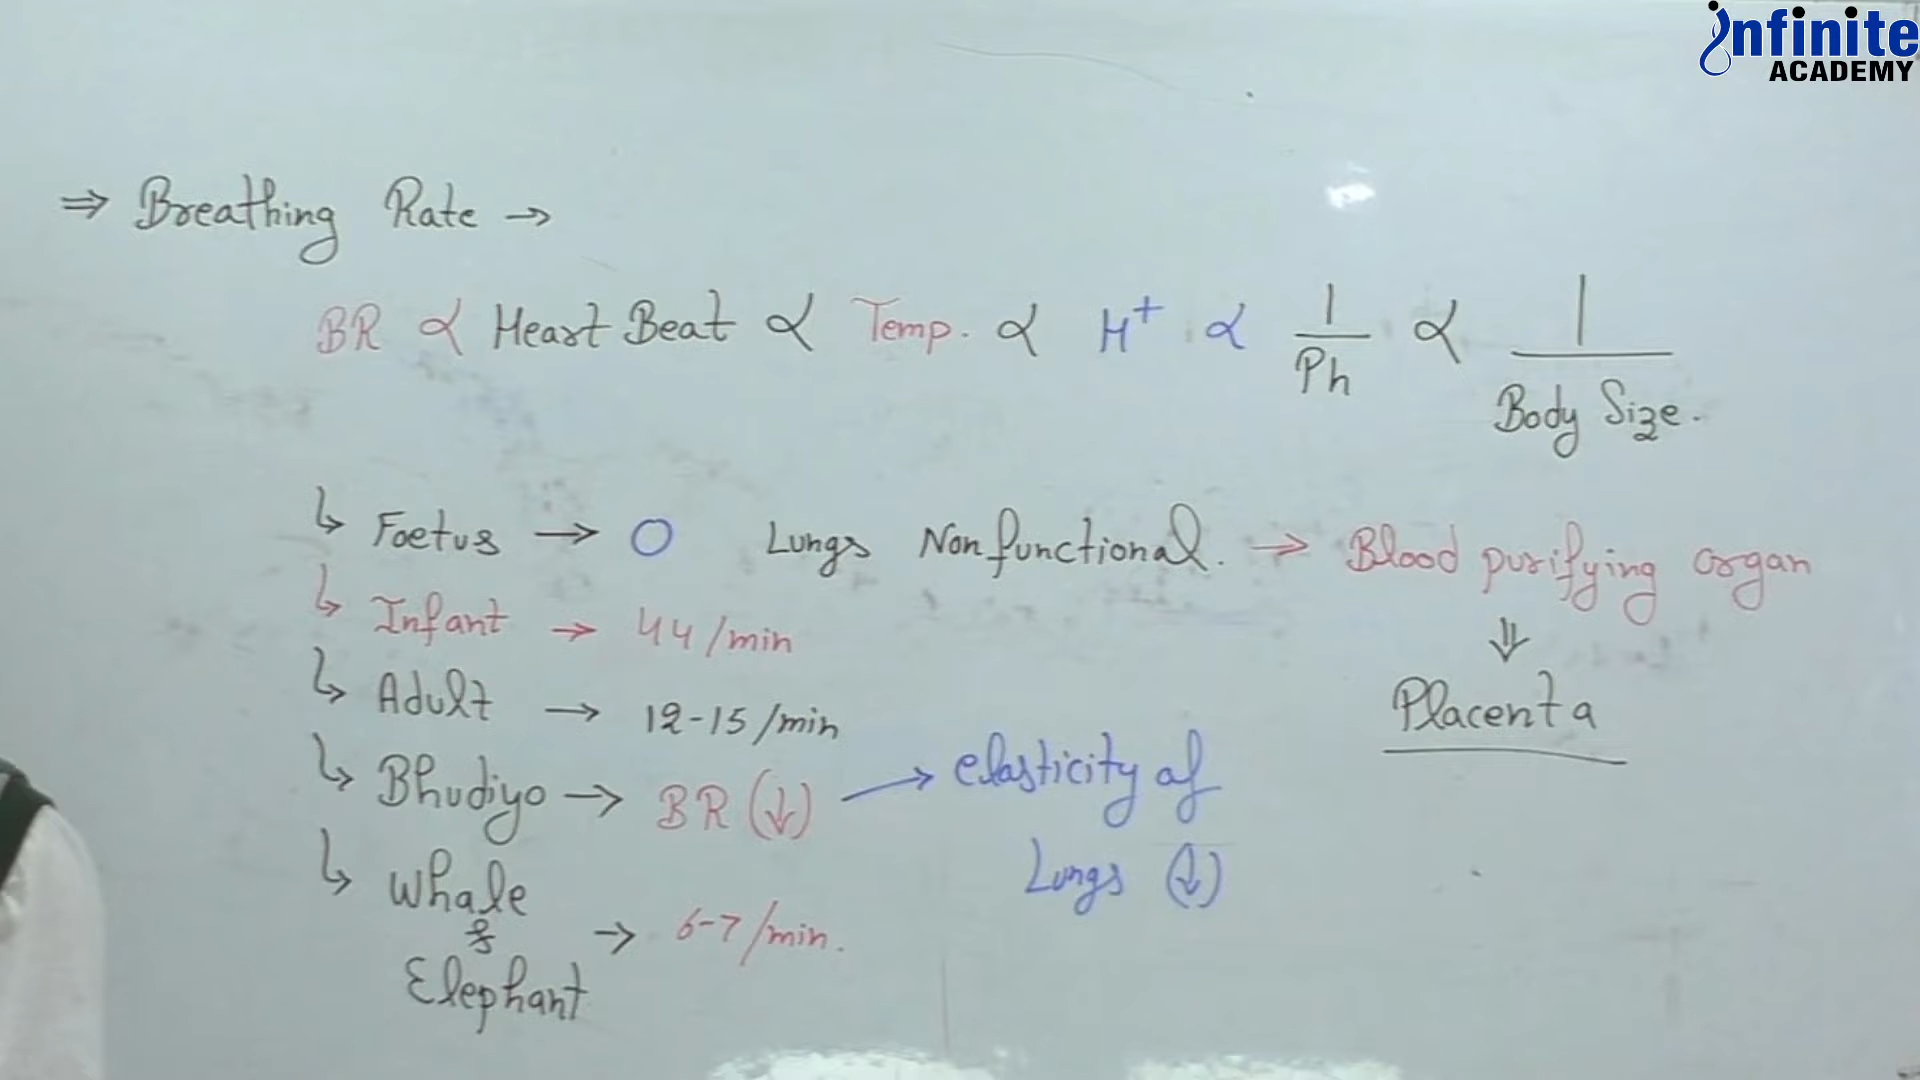 infinite
ACADEMY
⇒ Breathing Rate →
BR ∝ Heart Beat ∝ Temp. ∝ H⁺ ∝ 1/Ph ∝ 1/Body Size.
↳ Foetus → 0 Lungs Nonfunctional. → Blood purifying organ
⇓
Placenta
↳ Infant → 44/min
↳ Adult → 12-15/min
↳ Bhudiyo → BR (↓) → elasticity of
Lungs (↓)
↳ Whale
&
Elephant → 6-7/min.